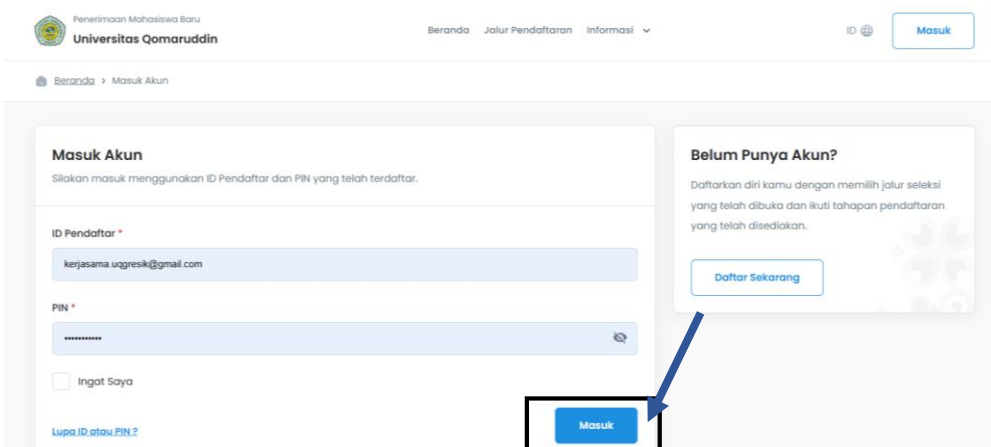 Penerimaan Mahasiswa Baru
Universitas Qomaruddin
Beranda Jalur Pendaftaran Informasi
ID
Masuk
Beranda > Masuk Akun
Masuk Akun
Silakan masuk menggunakan ID Pendaftar dan PIN yang telah terdaftar.
ID Pendaftar *
kerjasama.uqgresik@gmail.com
PIN *
•••••••••••
Ingat Saya
Lupa ID atau PIN ?
Masuk
Belum Punya Akun?
Daftarkan diri kamu dengan memilih jalur seleksi
yang telah dibuka dan ikuti tahapan pendaftaran
yang telah disediakan.
Daftar Sekarang